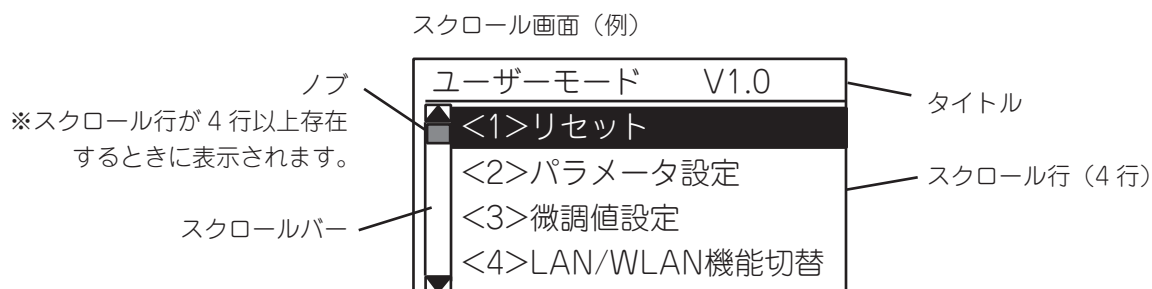 スクロール画面（例）
ユーザーモード V1.0
ノブ
※スクロール行が4行以上存在
するときに表示されます。
タイトル
<1>リセット
<2>パラメータ設定
スクロール行（4行）
<3>微調値設定
スクロールバー
<4>LAN/WLAN機能切替